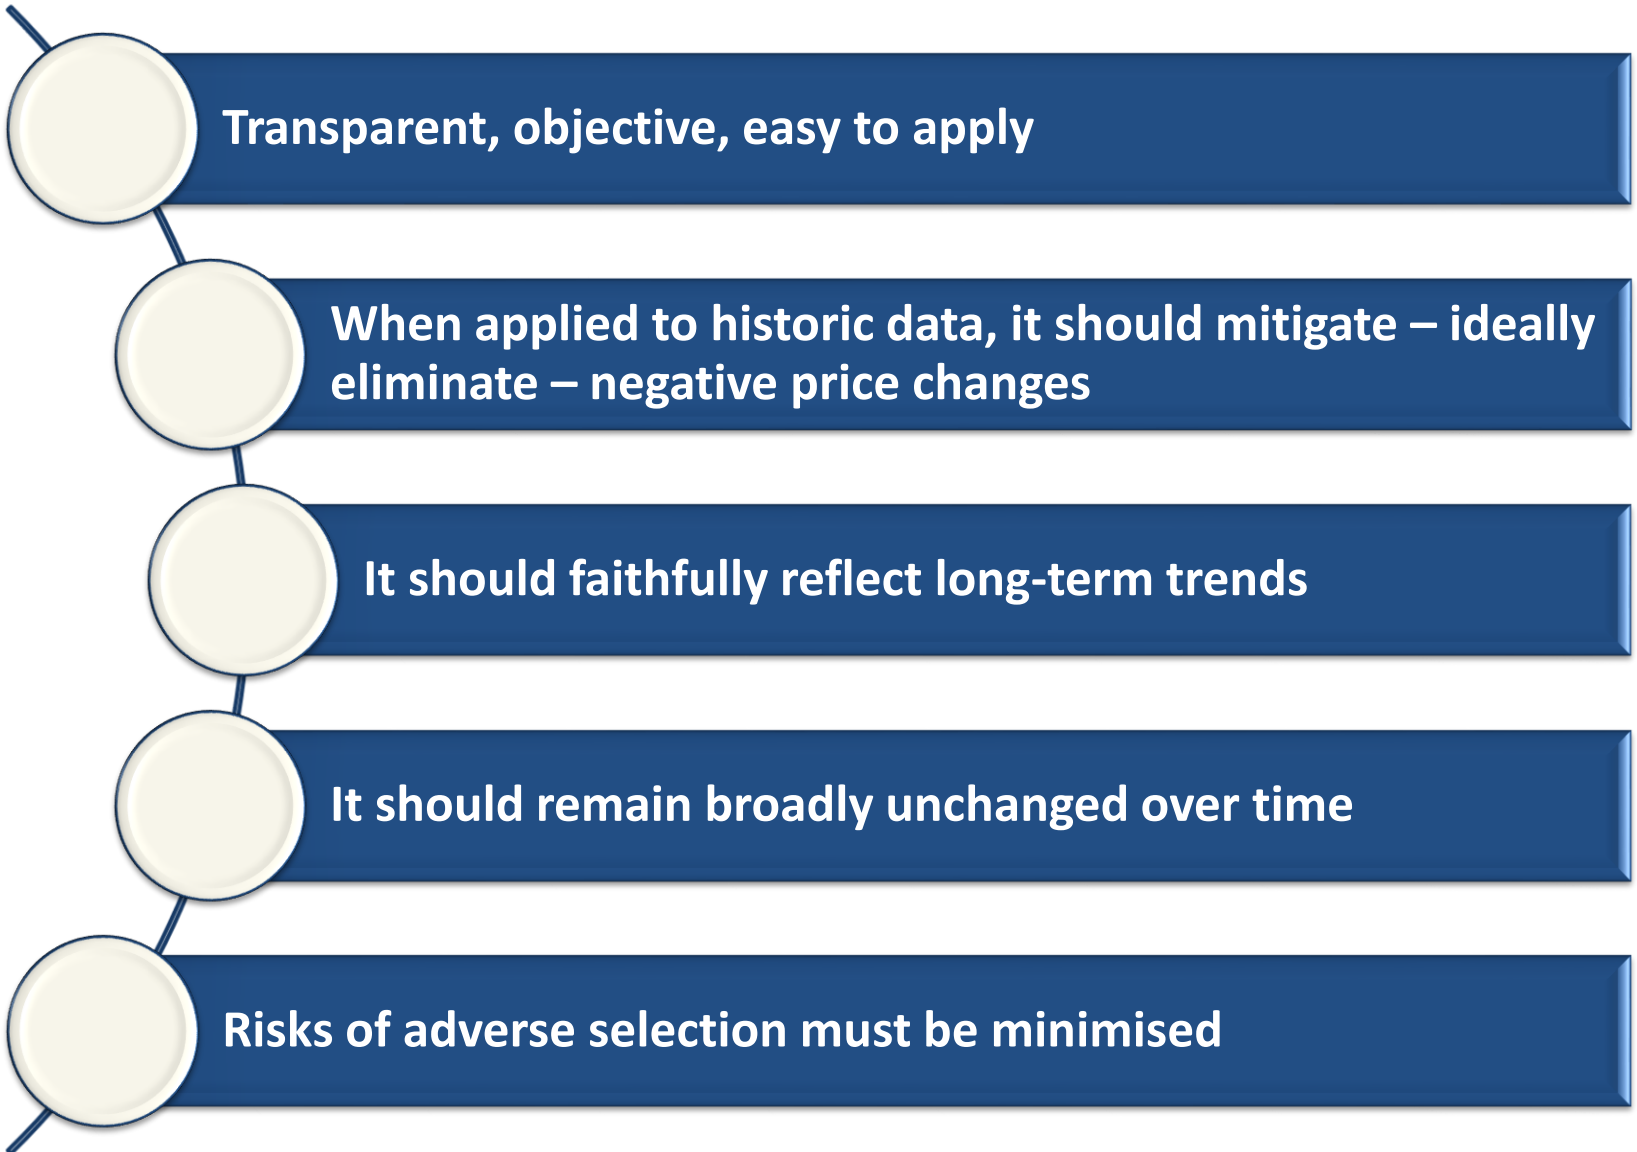 Transparent, objective, easy to apply
When applied to historic data, it should mitigate – ideally
eliminate – negative price changes
It should faithfully reflect long-term trends
It should remain broadly unchanged over time
Risks of adverse selection must be minimised